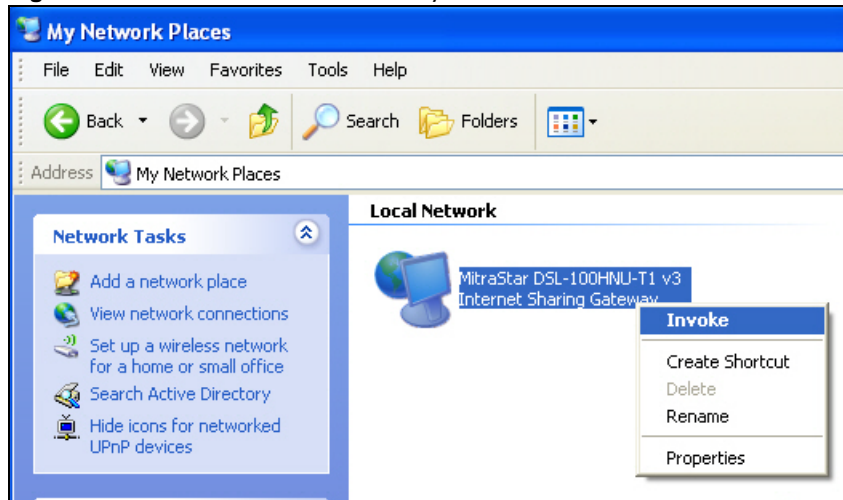 My Network Places
File Edit View Favorites Tools Help
Back Search Folders
Address My Network Places
Network Tasks
Add a network place
View network connections
Set up a wireless network
for a home or small office
Search Active Directory
Hide icons for networked
UPnP devices
Local Network
MitraStar DSL-100HNU-T1 v3
Internet Sharing Gateway
Invoke
Create Shortcut
Delete
Rename
Properties